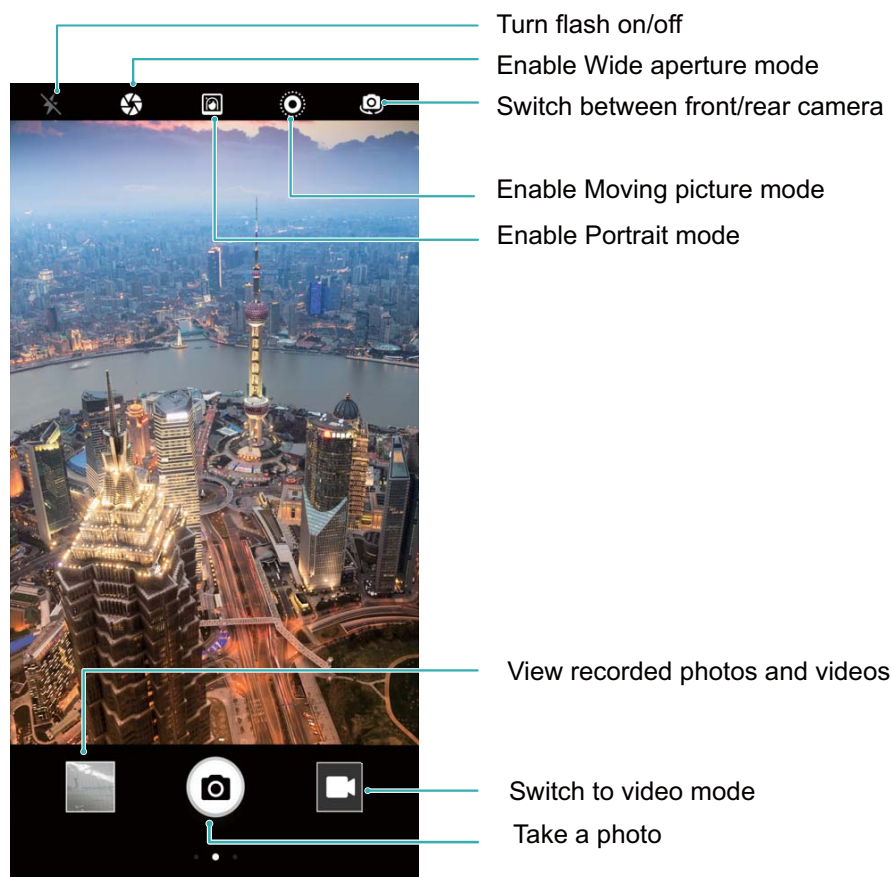 Turn flash on/off
Enable Wide aperture mode
Switch between front/rear camera
Enable Moving picture mode
Enable Portrait mode
View recorded photos and videos
Switch to video mode
Take a photo